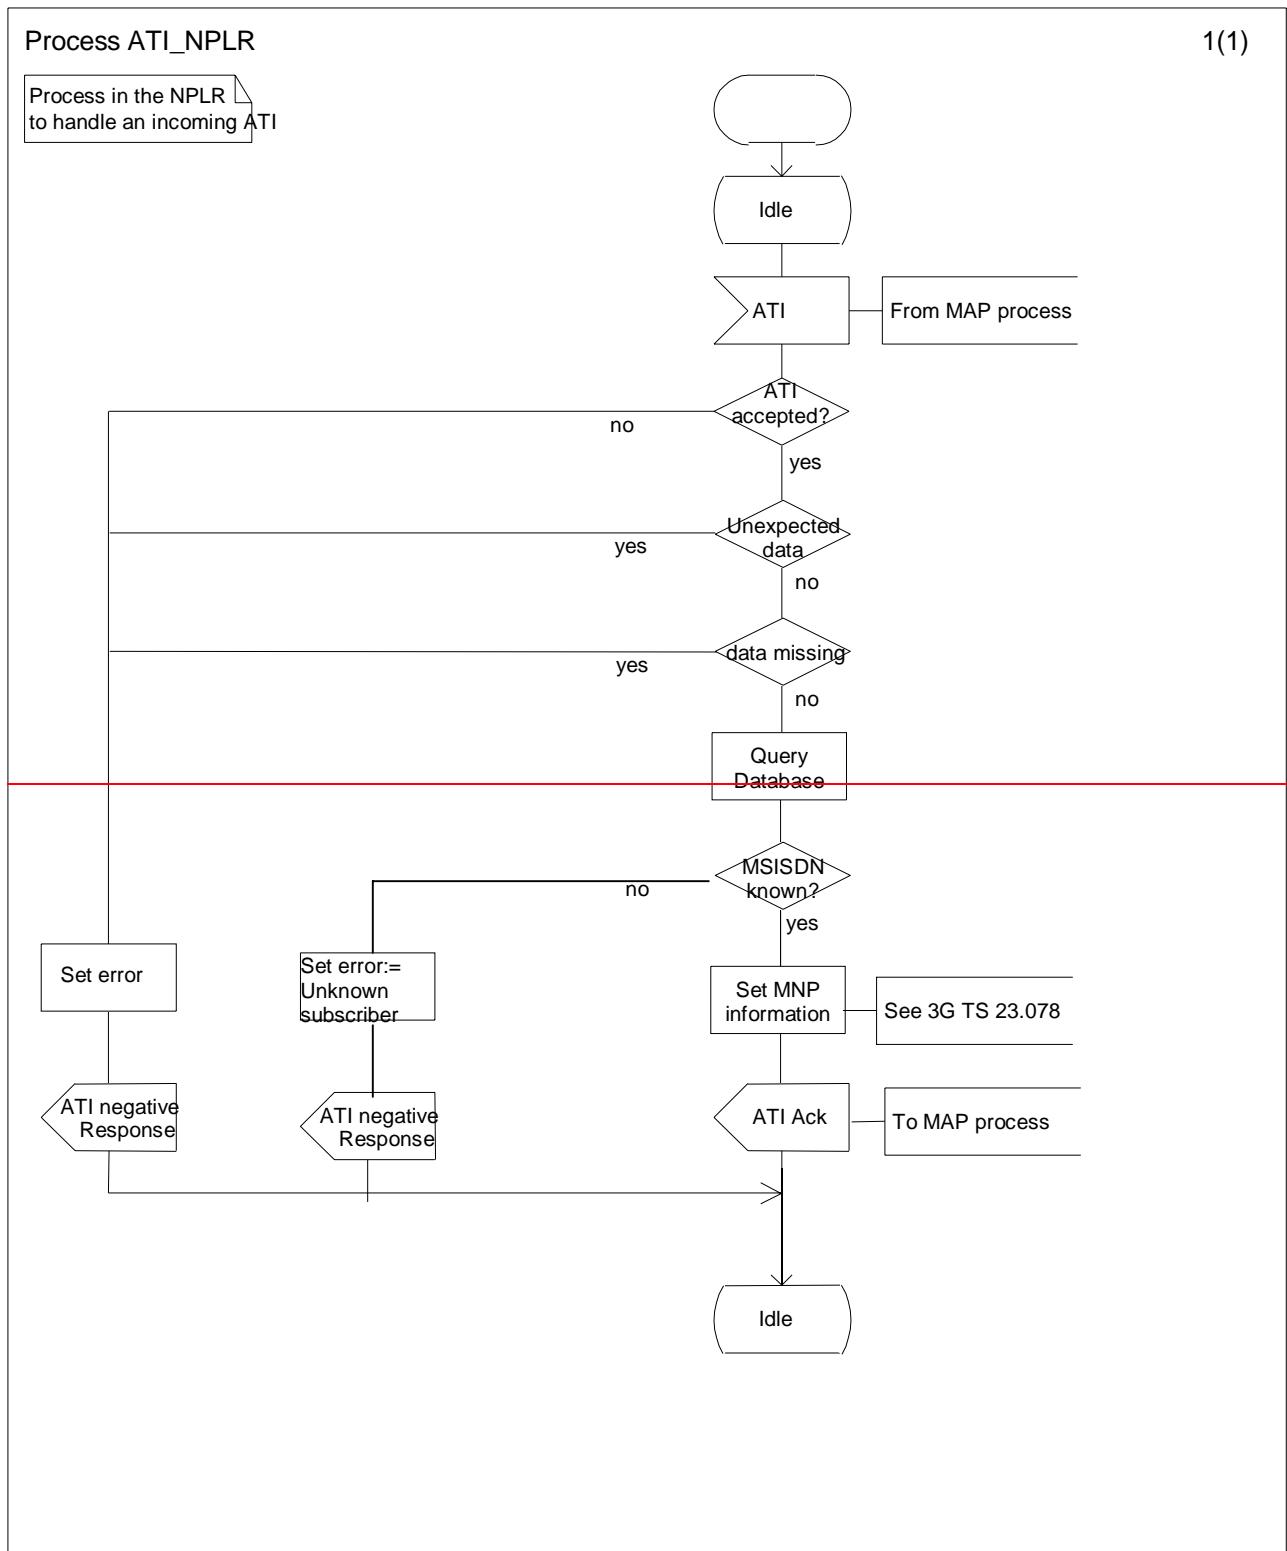 Process ATI_NPLR
1(1)
Process in the NPLR
to handle an incoming ATI
Idle
ATI
From MAP process
ATI
accepted?
no
yes
Unexpected
data
yes
no
data missing
yes
no
Query
Database
MSISDN
known?
no
yes
Set error
Set error:=
Unknown
subscriber
Set MNP
information
See 3G TS 23.078
ATI negative
Response
ATI negative
Response
ATI Ack
To MAP process
Idle